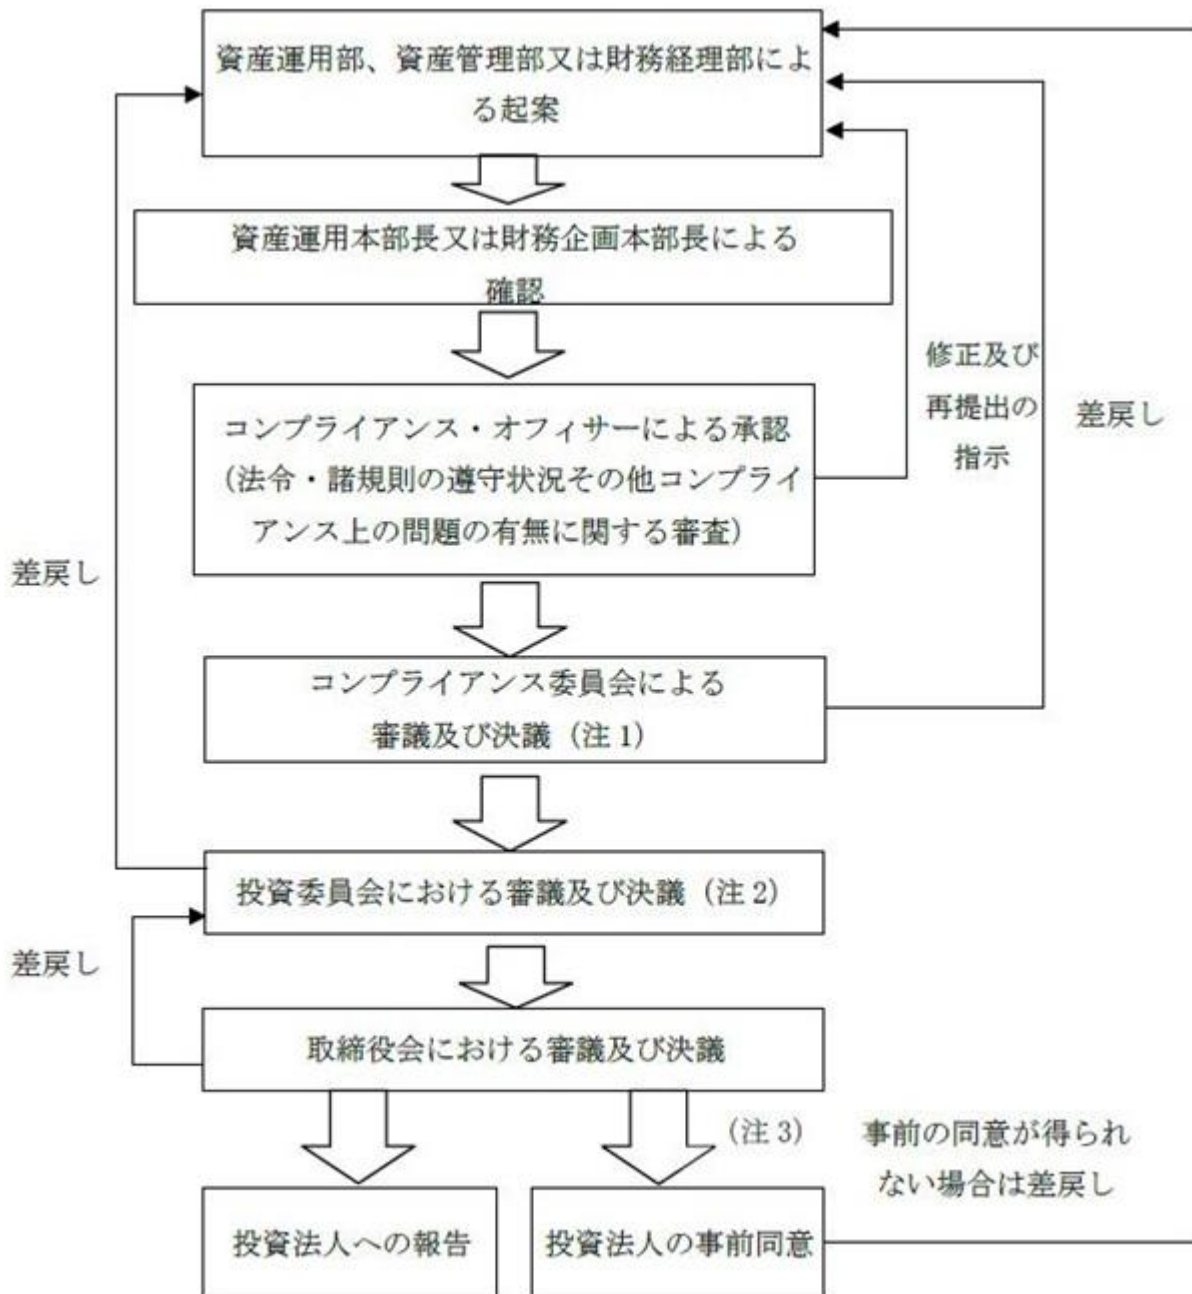 資産運用部、資産管理部又は財務経理部によ
る起案
資産運用本部長又は財務企画本部長による
確認
修正及び
再提出の
指示
差戻し
コンプライアンス・オフィサーによる承認
(法令・諸規則の遵守状況その他コンプライ
アンス上の問題の有無に関する審査)
差戻し
コンプライアンス委員会による
審議及び決議（注 1）
投資委員会における審議及び決議（注 2）
差戻し
取締役会における審議及び決議
（注 3）
事前の同意が得られ
ない場合は差戻し
投資法人への報告
投資法人の事前同意